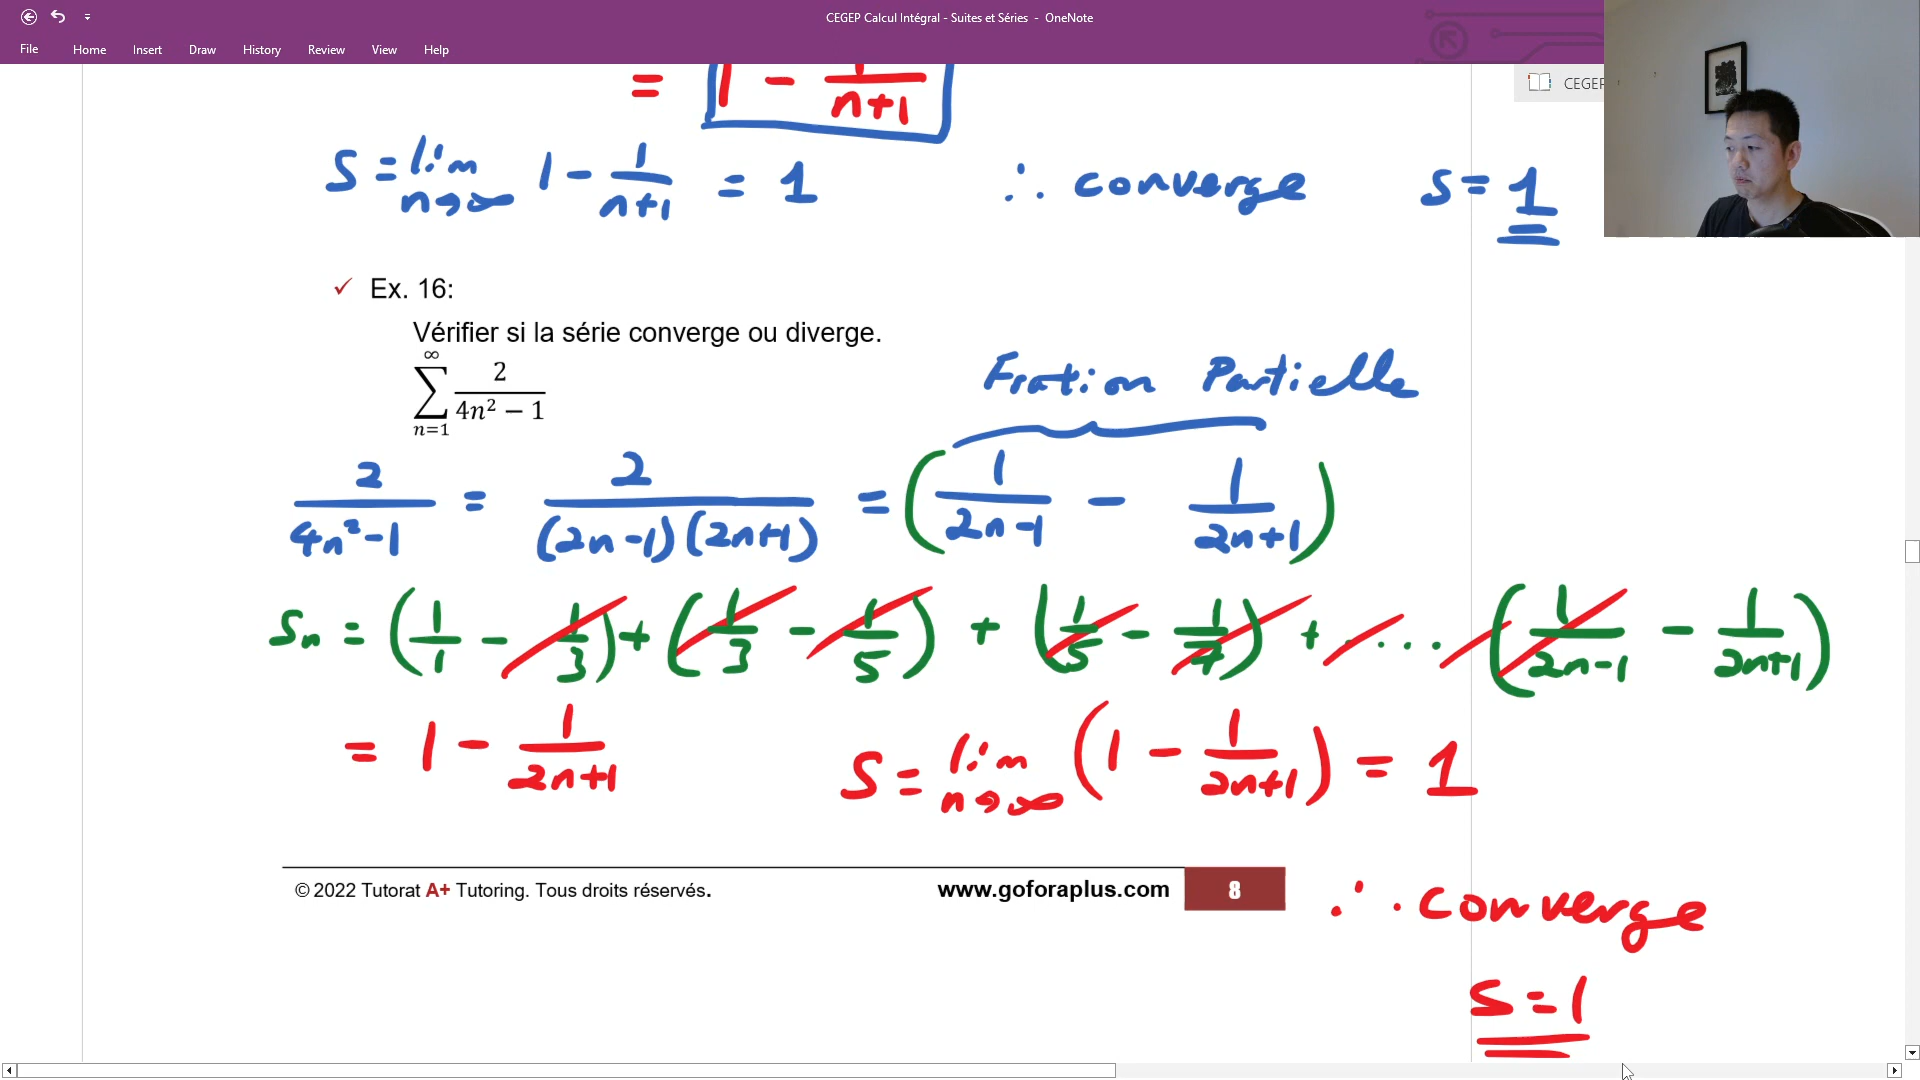 CEGEP Calcul Intégral - Suites et Séries - OneNote
File Home Insert Draw History Review View Help
CEGEP
= 1 - 1/(n+1)
S = lim n→∞ 1 - 1/(n+1) = 1 ∴ converge S = 1
✓ Ex. 16:
Vérifier si la série converge ou diverge.
∞
∑ 2/(4n² − 1)
n=1
Fration Partielle
2/(4n²-1) = 2/((2n-1)(2n+1)) = (1/(2n-1) - 1/(2n+1))
Sn = (1/1 - 1/3) + (1/3 - 1/5) + (1/5 - 1/7) + ... (1/(2n-1) - 1/(2n+1))
= 1 - 1/(2n+1) S = lim n→∞ (1 - 1/(2n+1)) = 1
© 2022 Tutorat A+ Tutoring. Tous droits réservés. www.goforaplus.com 8
∴ converge
S = 1